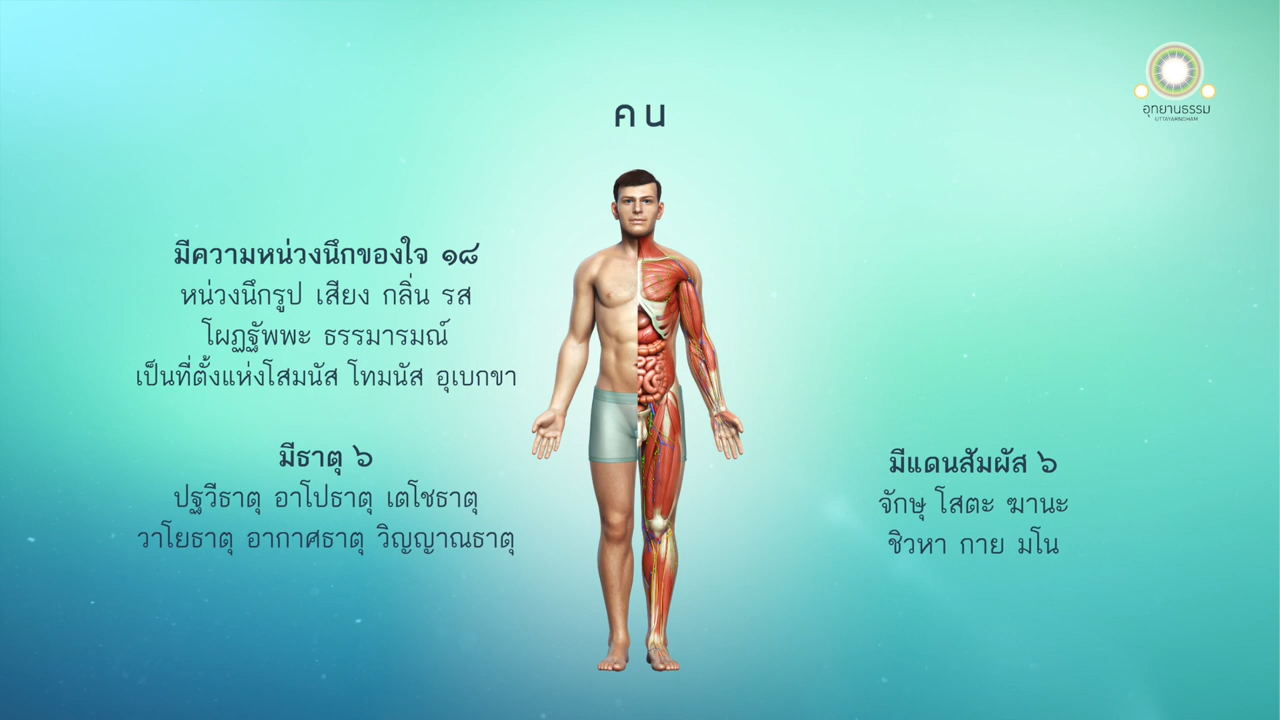 คน
อุทยานธรรม
UTTAYARNDHAM
มีความหน่วงนึกของใจ ๑๘
หน่วงนึกรูป เสียง กลิ่น รส
โผฏฐัพพะ ธรรมารมณ์
เป็นที่ตั้งแห่งโสมนัส โทมนัส อุเบกขา
มีธาตุ ๖
ปฐวีธาตุ อาโปธาตุ เตโชธาตุ
วาโยธาตุ อากาศธาตุ วิญญาณธาตุ
มีแดนสัมผัส ๖
จักษุ โสตะ ฆานะ
ชิวหา กาย มโน